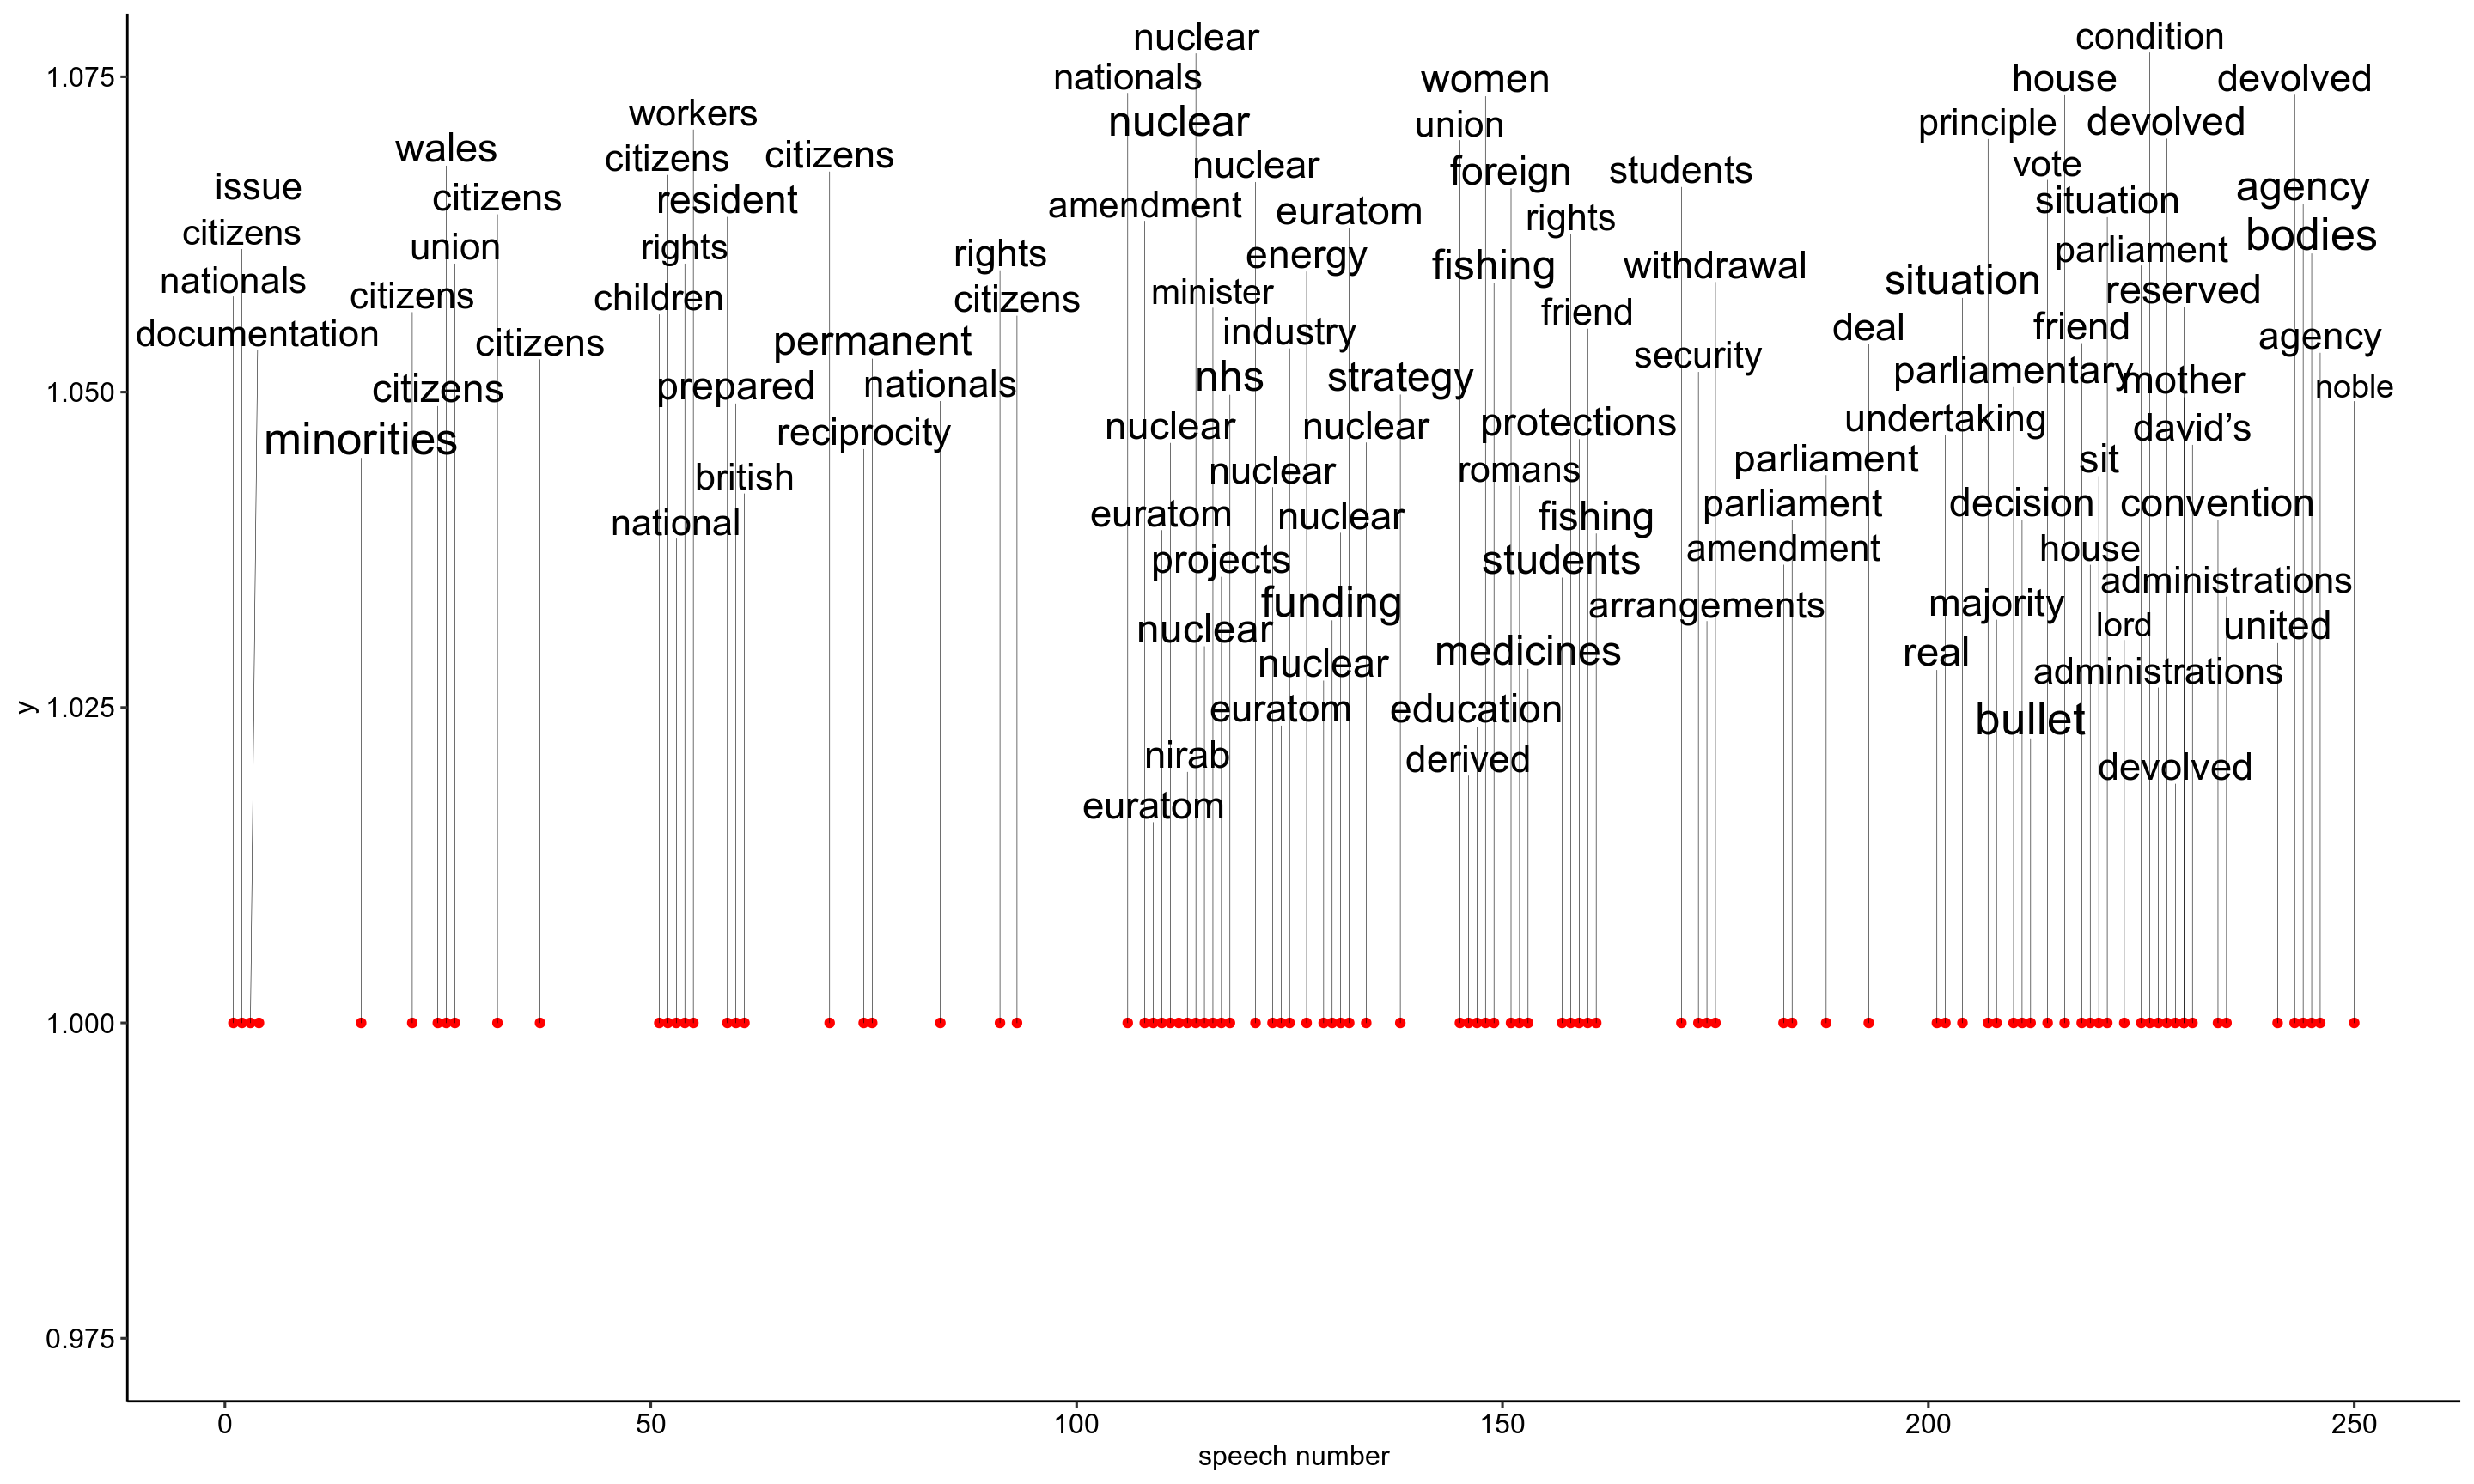 nuclear
condition
1.075
nationals
women
house
devolved
workers
nuclear
union
principle
devolved
wales
citizens
citizens
nuclear
foreign
students
vote
issue
citizens
resident
amendment
euratom
rights
situation
agency
citizens
union
rights
rights
energy
fishing
withdrawal
parliament
bodies
nationals
citizens
children
citizens
minister
friend
situation
reserved
documentation
citizens
permanent
industry
security
deal
friend
agency
1.050
citizens
prepared
nationals
nhs
strategy
parliamentary
mother
noble
minorities
reciprocity
nuclear
nuclear
protections
undertaking
david’s
british
nuclear
romans
parliament
sit
national
euratom
nuclear
fishing
parliament
decision
convention
projects
students
amendment
house
administrations
nuclear
funding
arrangements
majority
lord
united
nuclear
medicines
real
administrations
y
1.025
euratom
education
bullet
nirab
derived
devolved
euratom
1.000
0.975
0
50
100
150
200
250
speech number